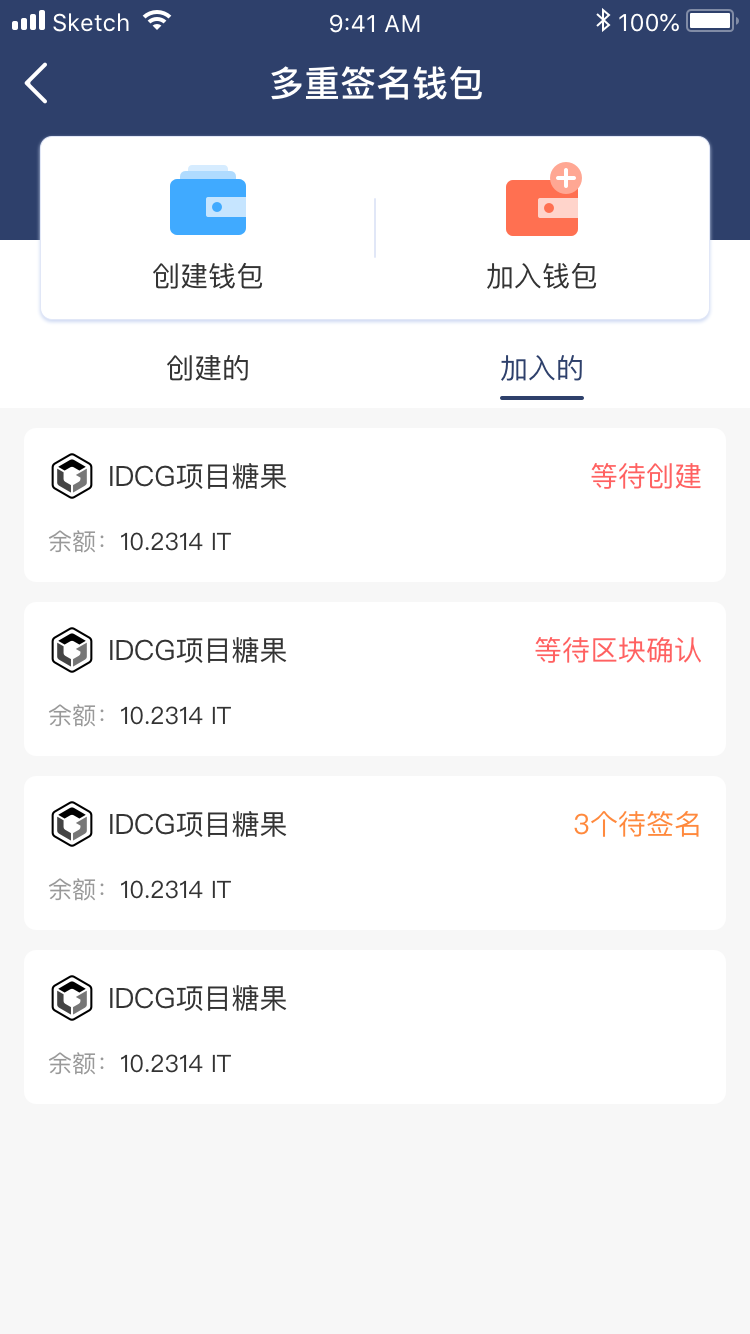 Sketch 9:41 AM 100%
多重签名钱包
创建钱包 加入钱包
创建的 加入的
IDCG项目糖果 等待创建
余额: 10.2314 IT
IDCG项目糖果 等待区块确认
余额: 10.2314 IT
IDCG项目糖果 3个待签名
余额: 10.2314 IT
IDCG项目糖果
余额: 10.2314 IT